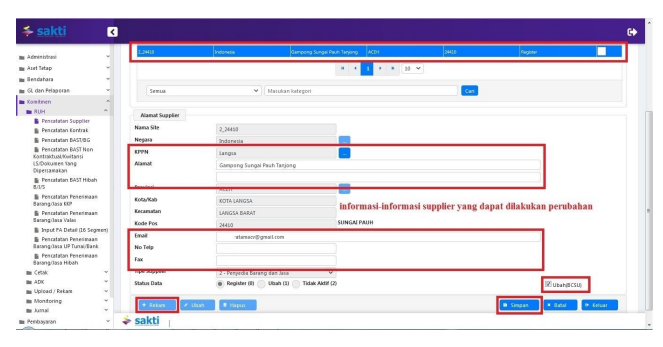 sakti
2_24410 Indonesia Gampong Sungai Pauh Tanjong ACEH 24410 Register
1 10
Semua Masukan kategori Cari
Administrasi
Aset Tetap
Bendahara
GL dan Pelaporan
Komitmen
RUH
Pencatatan Supplier
Pencatatan Kontrak
Pencatatan BAST/BG
Pencatatan BAST Non
Kontraktual/Kwitansi
LS/Dokumen Yang
Dipersamakan
Pencatatan BAST Hibah
B/J/S
Pencatatan Penerimaan
Barang/Jasa KKP
Pencatatan Penerimaan
Barang/Jasa Valas
Input FA Detail (16 Segmen)
Pencatatan Penerimaan
Barang/Jasa UP Tunai/Bank
Pencatatan Penerimaan
Barang/Jasa Hibah
Cetak
ADK
Upload / Rekam
Monitoring
Jurnal
Pembayaran
Alamat Supplier
Nama Site 2_24410
Negara Indonesia
KPPN Langsa
Alamat Gampong Sungai Pauh Tanjong
Provinsi ACEH
Kota/Kab KOTA LANGSA
informasi-informasi supplier yang dapat dilakukan perubahan
Kecamatan LANGSA BARAT
Kode Pos 24410 SUNGAI PAUH
Email atamacv@gmail.com
No Telp
Fax
Tipe Supplier 2 - Penyedia Barang dan Jasa
Status Data Register (0) Ubah (1) Tidak Aktif (2) Ubah(BCSU)
Rekam Ubah Hapus Simpan Batal Keluar
sakti